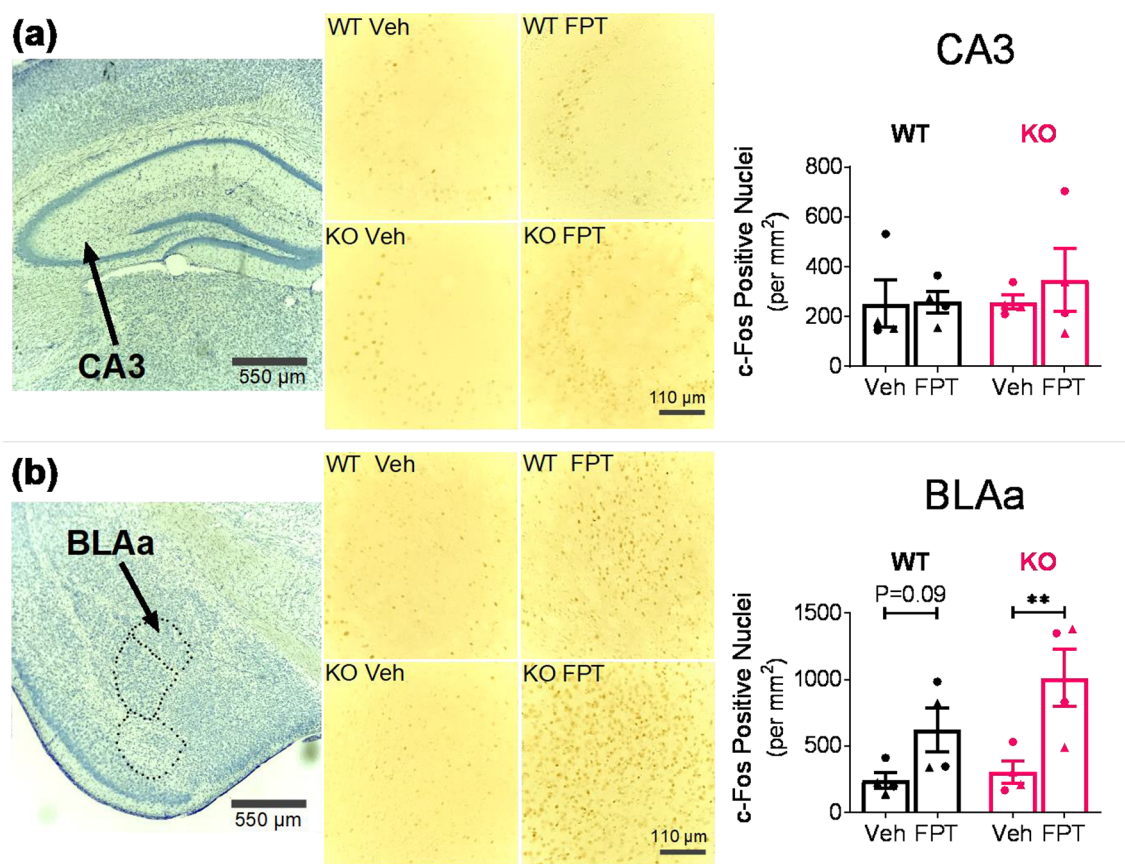 (a)
CA3
550 µm
WT Veh
WT FPT
KO Veh
KO FPT
110 µm
CA3
WT
KO
c-Fos Positive Nuclei
(per mm2)
800
600
400
200
0
Veh
FPT
Veh
FPT
(b)
BLAa
550 µm
WT Veh
WT FPT
KO Veh
KO FPT
110 µm
BLAa
WT
KO
P=0.09
**
c-Fos Positive Nuclei
(per mm2)
1500
1000
500
0
Veh
FPT
Veh
FPT